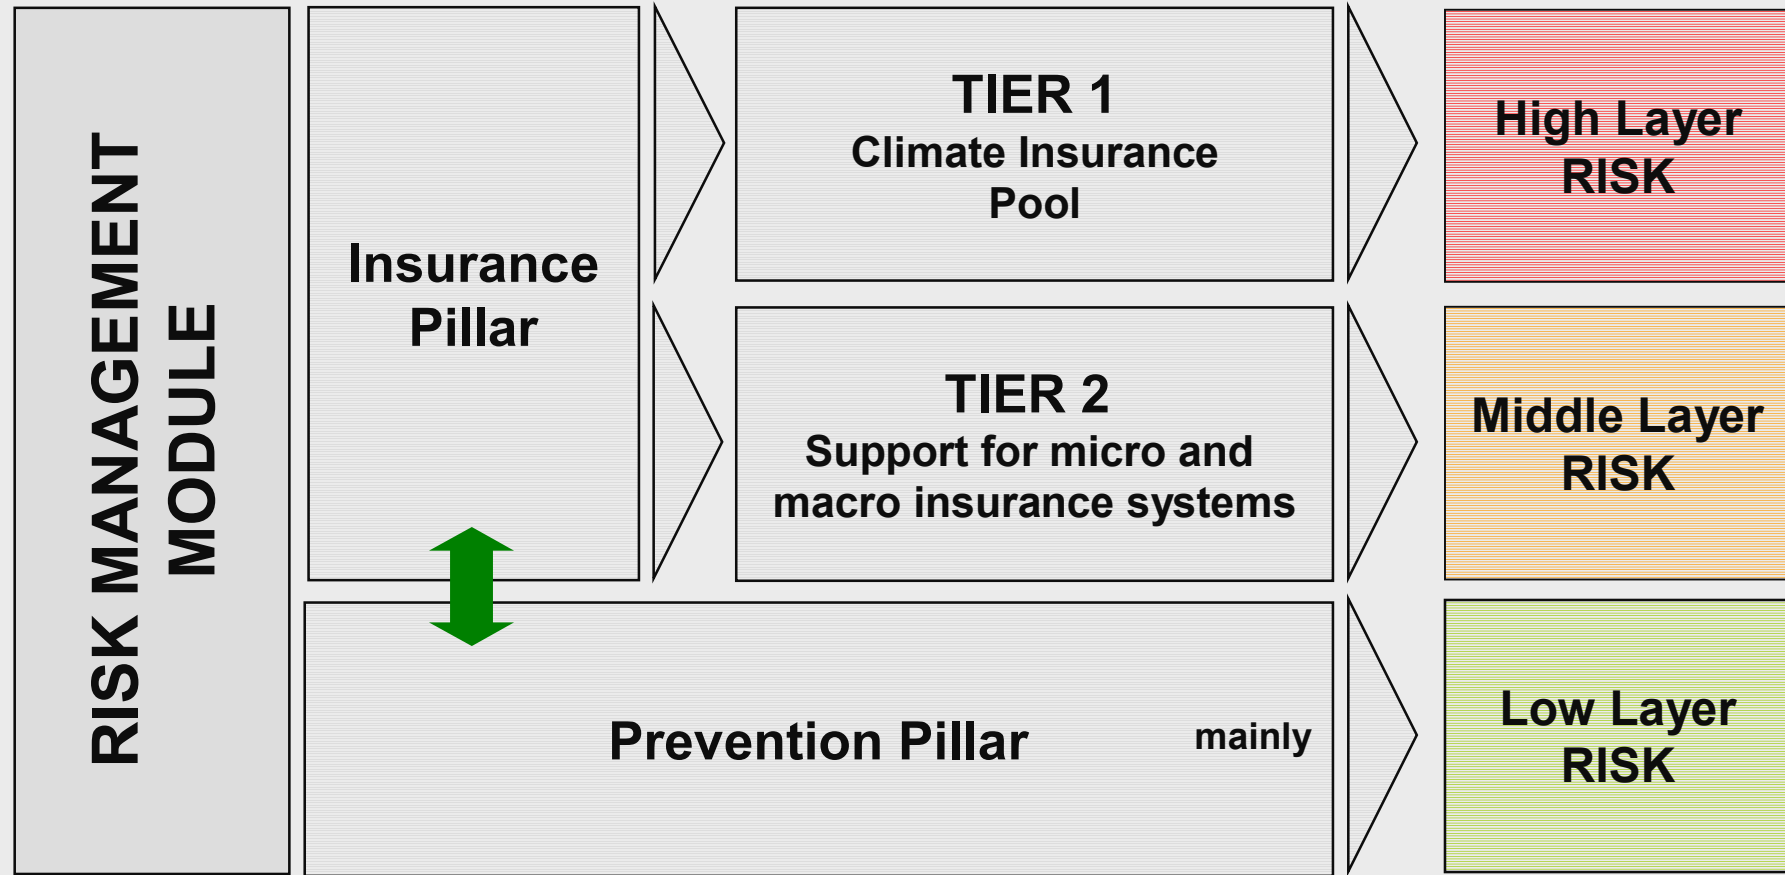 RISK MANAGEMENT
MODULE
Insurance
Pillar
TIER 1
Climate Insurance
Pool
High Layer
RISK
TIER 2
Support for micro and
macro insurance systems
Middle Layer
RISK
Prevention Pillar
mainly
Low Layer
RISK